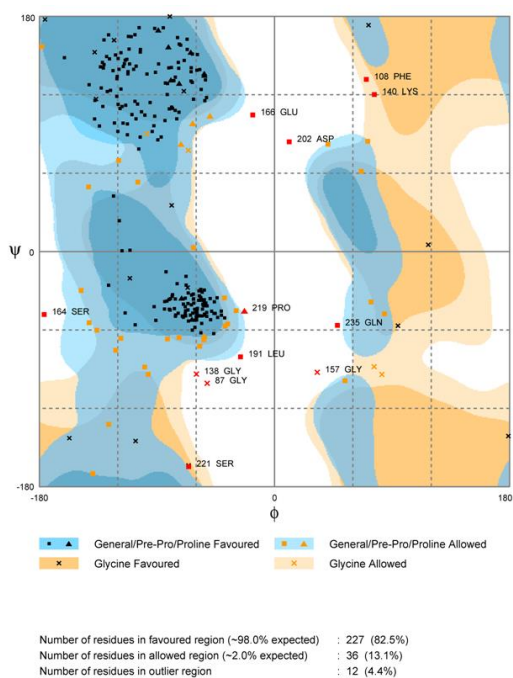 180
108 PHE
140 LYS
166 GLU
202 ASP
ψ
0
164 SER
219 PRO
235 GLN
191 LEU
138 GLY
157 GLY
87 GLY
221 SER
-180
-180 0 180
ϕ
General/Pre-Pro/Proline Favoured General/Pre-Pro/Proline Allowed
Glycine Favoured Glycine Allowed
Number of residues in favoured region (~98.0% expected) : 227 (82.5%)
Number of residues in allowed region (~2.0% expected) : 36 (13.1%)
Number of residues in outlier region : 12 (4.4%)